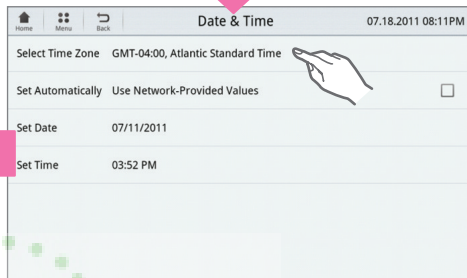 Date & Time 07.18.2011 08:11PM
Home Menu Back
Select Time Zone GMT-04:00, Atlantic Standard Time
Set Automatically Use Network-Provided Values
Set Date 07/11/2011
Set Time 03:52 PM